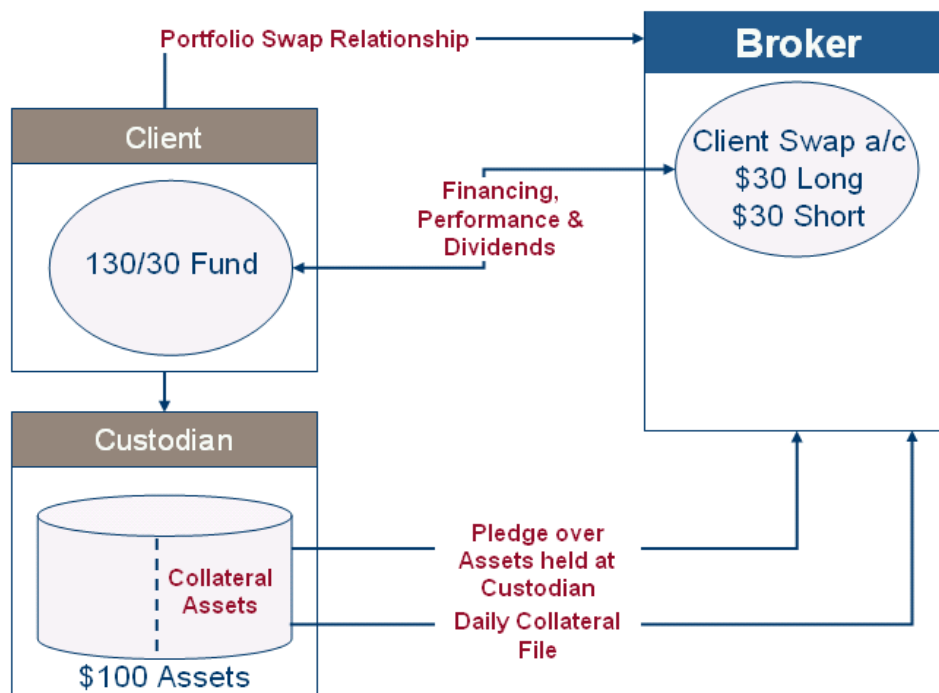 Portfolio Swap Relationship
Broker
Client
Client Swap a/c
$30 Long
$30 Short
Financing,
Performance &
Dividends
130/30 Fund
Custodian
Collateral
Assets
Pledge over
Assets held at
Custodian
Daily Collateral
File
$100 Assets